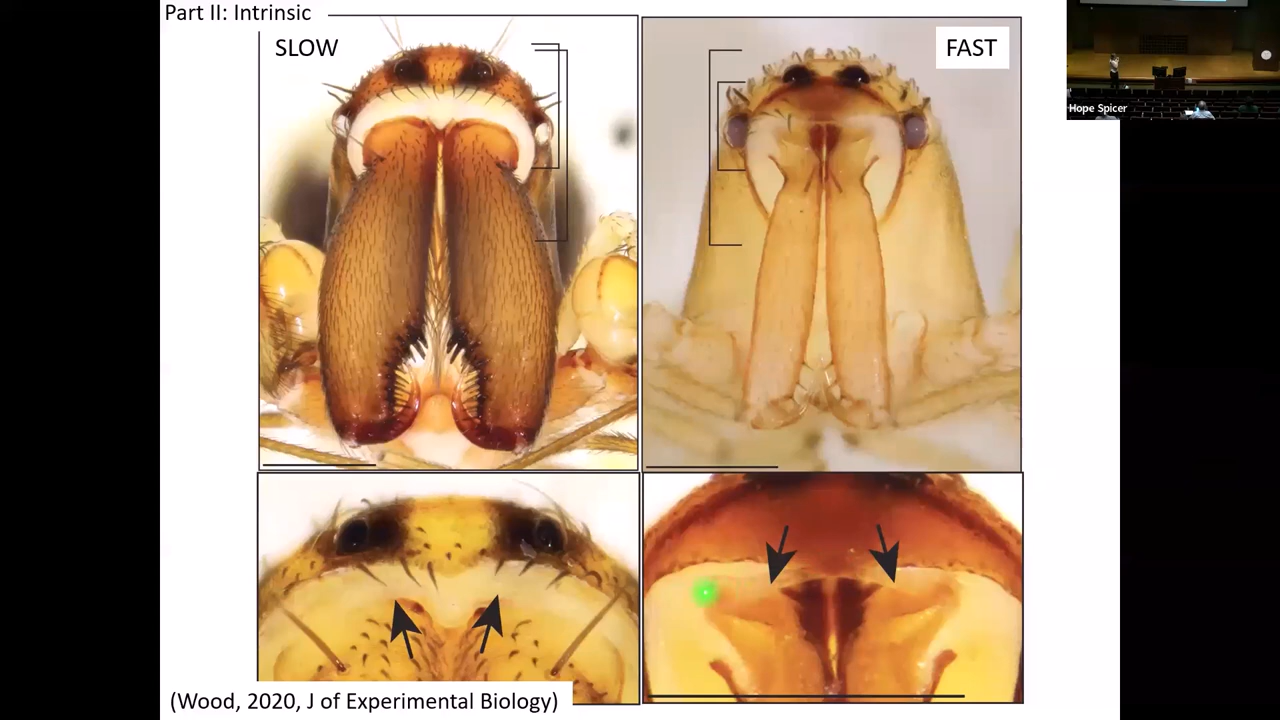 Part II: Intrinsic
SLOW
FAST
Hope Spicer
(Wood, 2020, J of Experimental Biology)